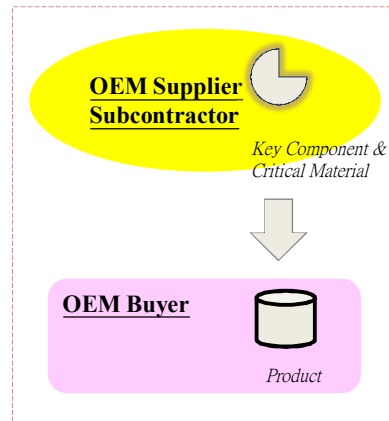 OEM Supplier
Subcontractor
Key Component &
Critical Material
OEM Buyer
Product